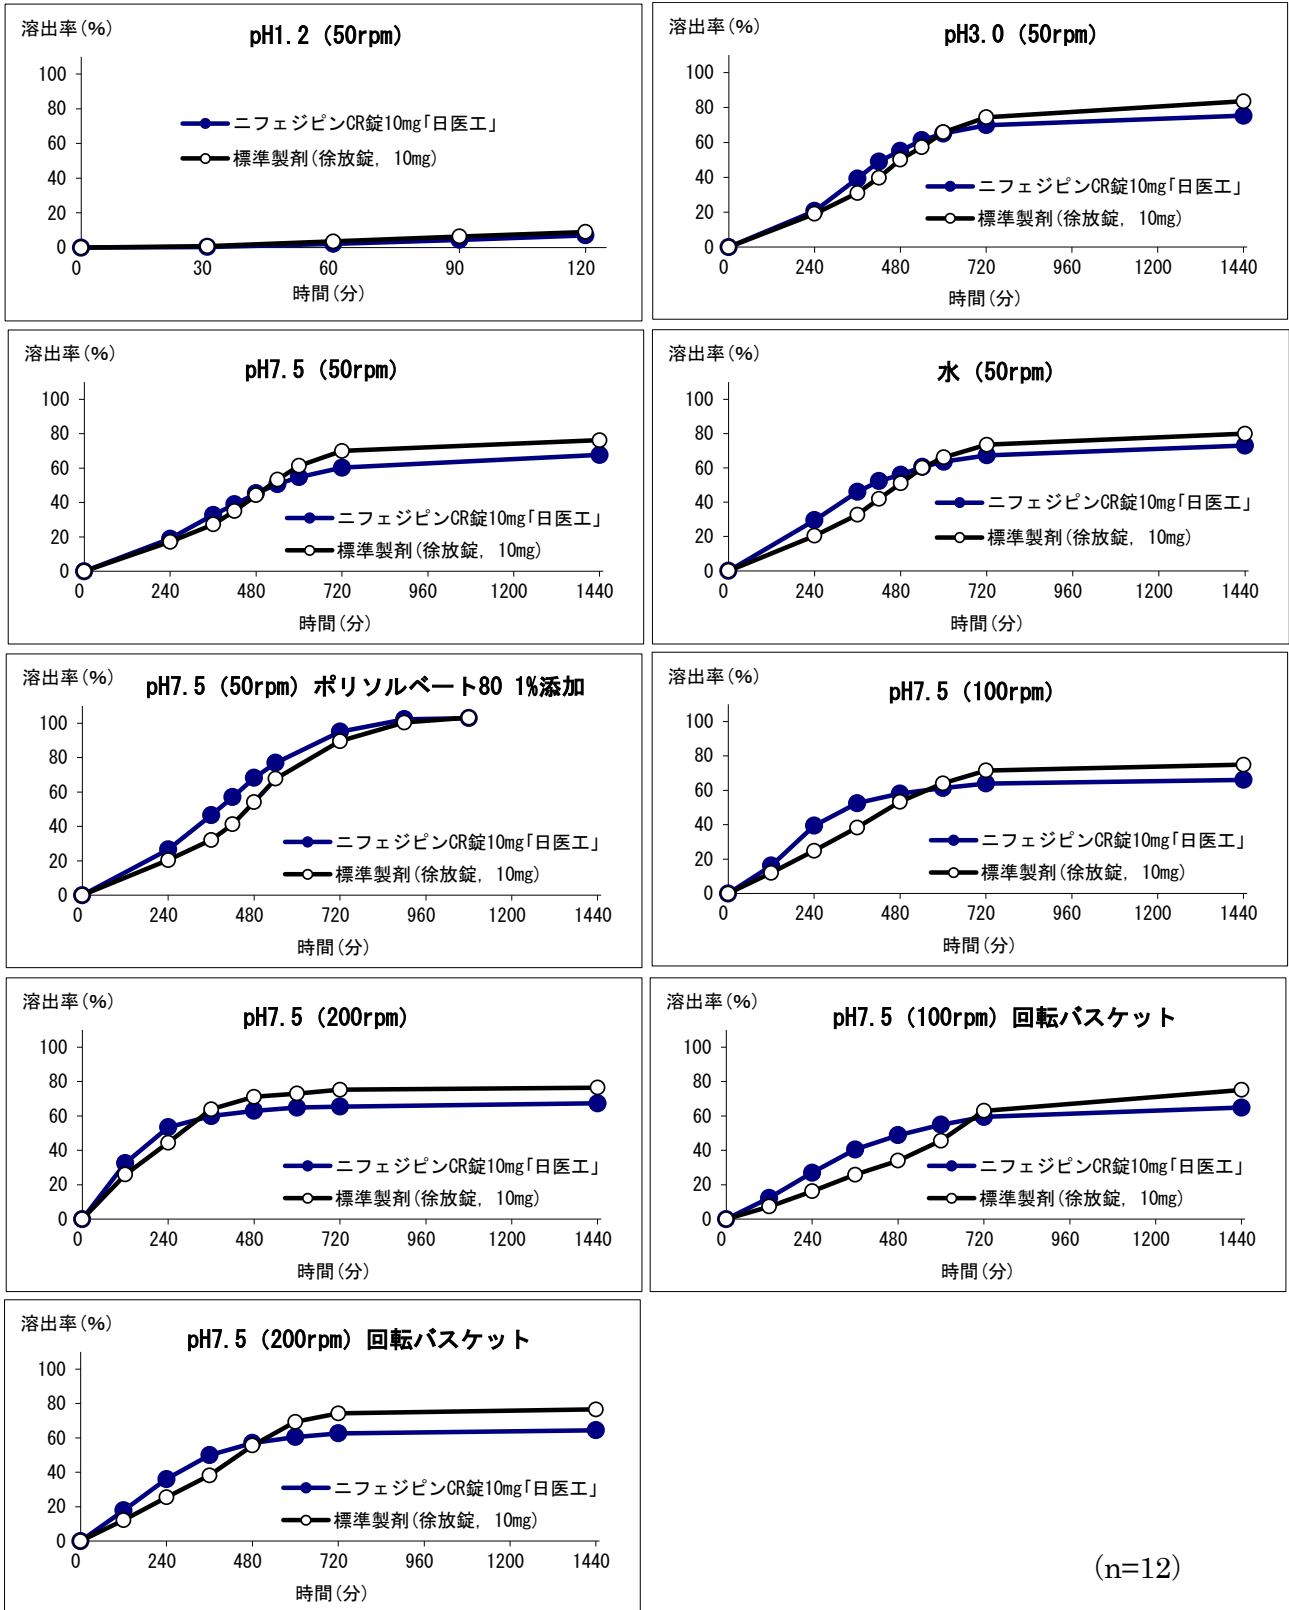 溶出率(%)
pH1.2 (50rpm)
100
80
60
40
20
0
ニフェジピンCR錠10mg「日医工」
標準製剤(徐放錠, 10mg)
0 30 60 90 120
時間(分)
溶出率(%)
pH3.0 (50rpm)
100
80
60
40
20
0
ニフェジピンCR錠10mg「日医工」
標準製剤(徐放錠, 10mg)
0 240 480 720 960 1200 1440
時間(分)
溶出率(%)
pH7.5 (50rpm)
100
80
60
40
20
0
ニフェジピンCR錠10mg「日医工」
標準製剤(徐放錠, 10mg)
0 240 480 720 960 1200 1440
時間(分)
溶出率(%)
水 (50rpm)
100
80
60
40
20
0
ニフェジピンCR錠10mg「日医工」
標準製剤(徐放錠, 10mg)
0 240 480 720 960 1200 1440
時間(分)
溶出率(%)
pH7.5 (50rpm) ポリソルベート80 1%添加
100
80
60
40
20
0
ニフェジピンCR錠10mg「日医工」
標準製剤(徐放錠, 10mg)
0 240 480 720 960 1200 1440
時間(分)
溶出率(%)
pH7.5 (100rpm)
100
80
60
40
20
0
ニフェジピンCR錠10mg「日医工」
標準製剤(徐放錠, 10mg)
0 240 480 720 960 1200 1440
時間(分)
溶出率(%)
pH7.5 (200rpm)
100
80
60
40
20
0
ニフェジピンCR錠10mg「日医工」
標準製剤(徐放錠, 10mg)
0 240 480 720 960 1200 1440
時間(分)
溶出率(%)
pH7.5 (100rpm) 回転バスケット
100
80
60
40
20
0
ニフェジピンCR錠10mg「日医工」
標準製剤(徐放錠, 10mg)
0 240 480 720 960 1200 1440
時間(分)
溶出率(%)
pH7.5 (200rpm) 回転バスケット
100
80
60
40
20
0
ニフェジピンCR錠10mg「日医工」
標準製剤(徐放錠, 10mg)
0 240 480 720 960 1200 1440
時間(分)
(n=12)